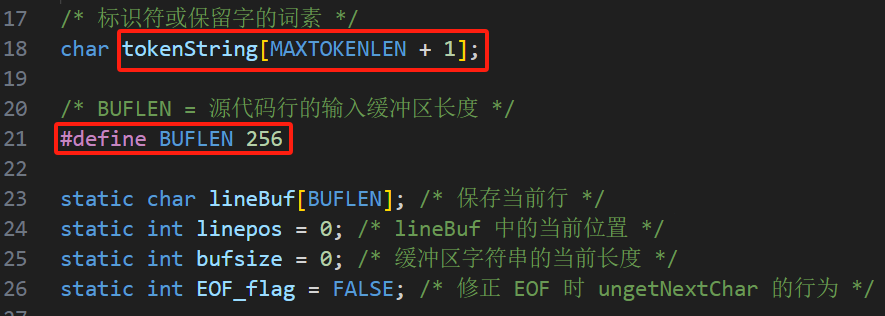 17 /* 标识符或保留字的词素 */
18 char tokenString[MAXTOKENLEN + 1];
19
20 /* BUFLEN = 源代码行的输入缓冲区长度 */
21 #define BUFLEN 256
22
23 static char lineBuf[BUFLEN]; /* 保存当前行 */
24 static int linepos = 0; /* lineBuf 中的当前位置 */
25 static int bufsize = 0; /* 缓冲区字符串的当前长度 */
26 static int EOF_flag = FALSE; /* 修正 EOF 时 ungetNextChar 的行为 */